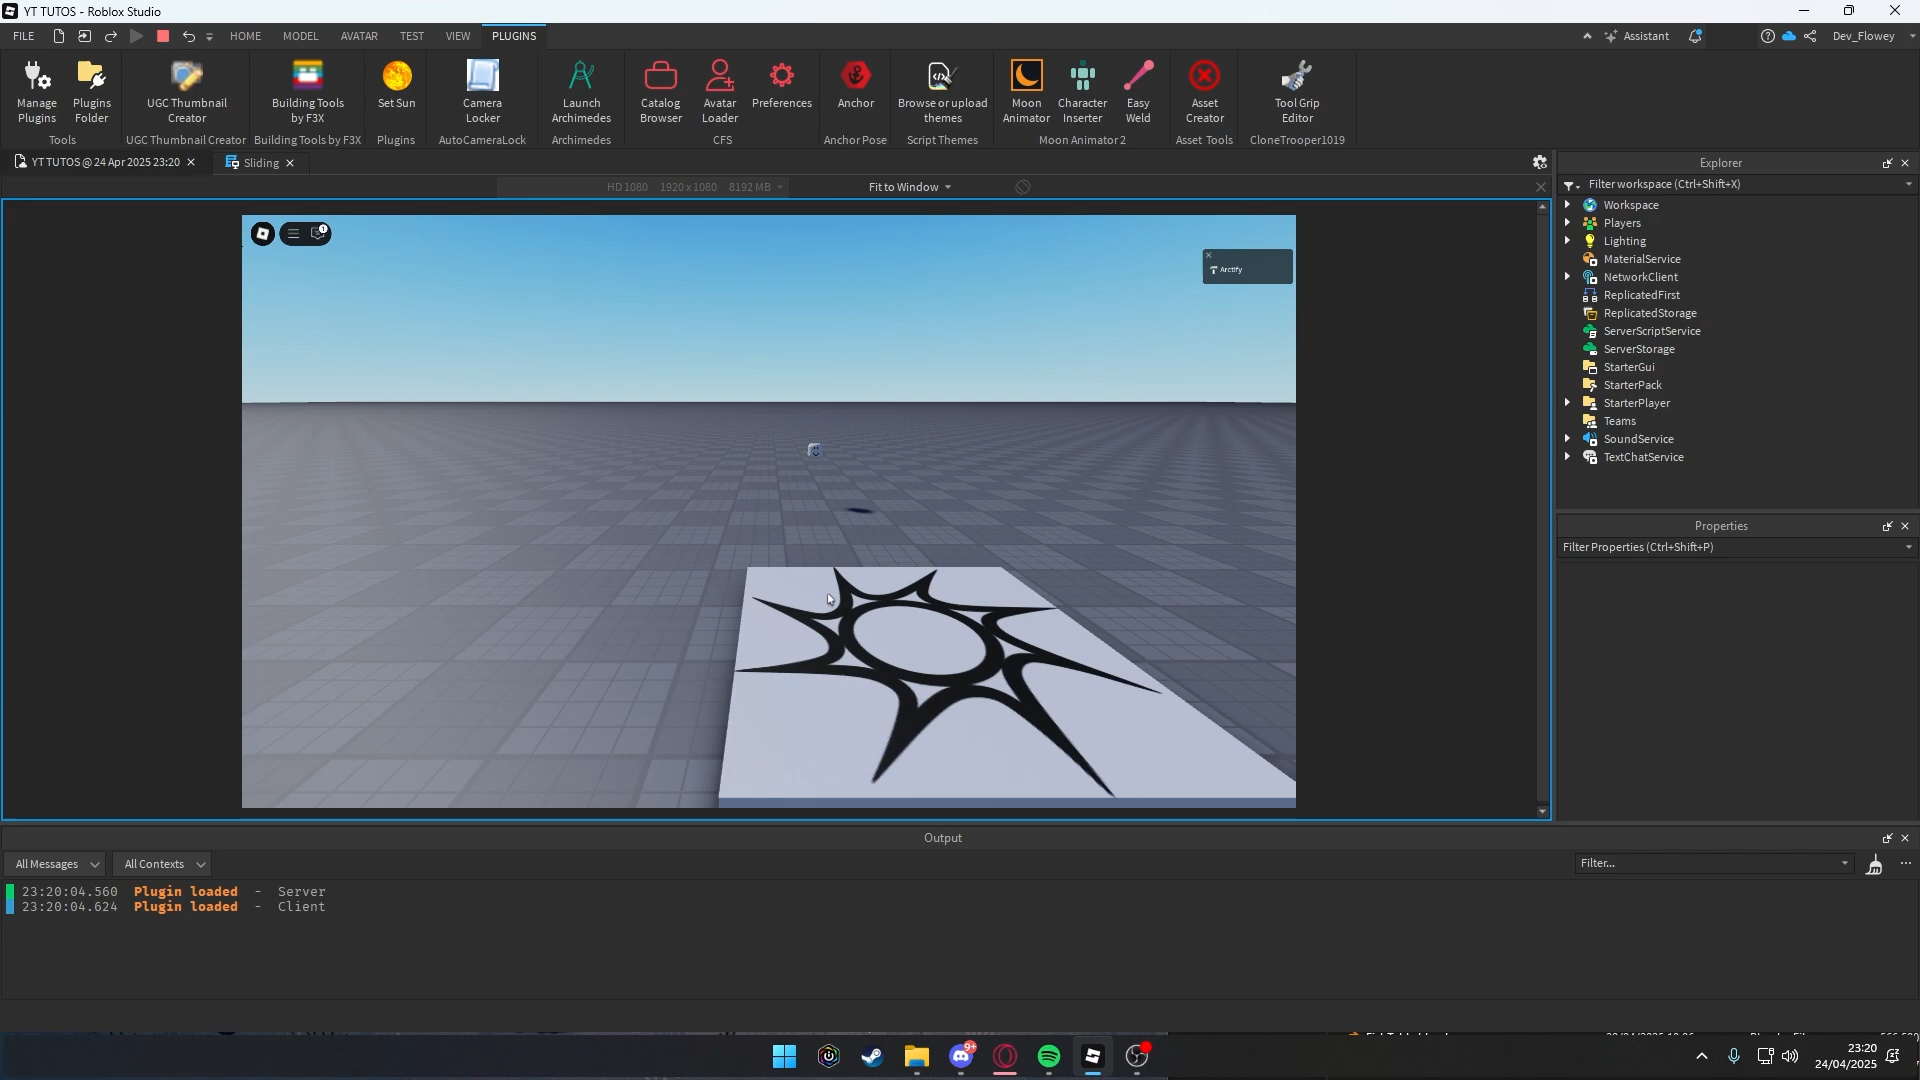 YT TUTOS - Roblox Studio
FILE HOME MODEL AVATAR TEST VIEW PLUGINS Assistant Dev_Flowey
Manage Plugins
Plugins Folder
Tools
UGC Thumbnail Creator
UGC Thumbnail Creator
Building Tools by F3X
Building Tools by F3X
Set Sun
Plugins
Camera Locker
AutoCameraLock
Launch Archimedes
Archimedes
Catalog Browser
Avatar Loader
Preferences
CFS
Anchor
Anchor Pose
Browse or upload themes
Script Themes
Moon Animator
Character Inserter
Easy Weld
Moon Animator 2
Asset Creator
Asset Tools
Tool Grip Editor
CloneTrooper1019
YT TUTOS @ 24 Apr 2025 23:20
Sliding
HD 1080 1920 x 1080 8192 MB
Fit to Window
1
Arctify
Explorer
Filter workspace (Ctrl+Shift+X)
Workspace
Players
Lighting
MaterialService
NetworkClient
ReplicatedFirst
ReplicatedStorage
ServerScriptService
ServerStorage
StarterGui
StarterPack
StarterPlayer
Teams
SoundService
TextChatService
Properties
Filter Properties (Ctrl+Shift+P)
Output
All Messages All Contexts Filter...
23:20:04.560 Plugin loaded - Server
23:20:04.624 Plugin loaded - Client
9+
23:20
24/04/2025